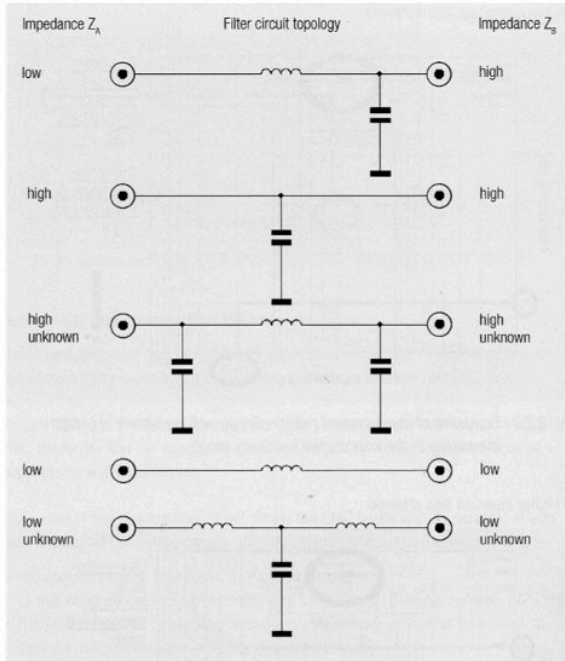 Impedance Z_A Filter circuit topology Impedance Z_B
low high
high high
high high
unknown unknown
low low
low low
unknown unknown